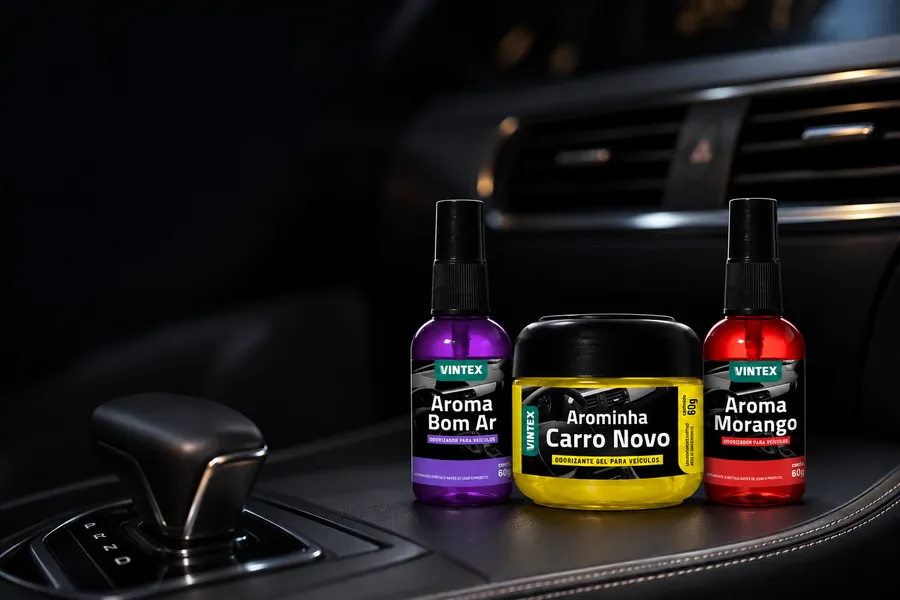 VINTEX
Aroma
Bom Ar
ODORIZADOR PARA VEÍCULOS
60g
VINTEX
Arominha
Carro Novo
ODORIZANTE GEL PARA VEÍCULOS
conteúdo
60g
VINTEX
Aroma
Morango
ODORIZADOR PARA VEÍCULOS
60g
P
R
N
D